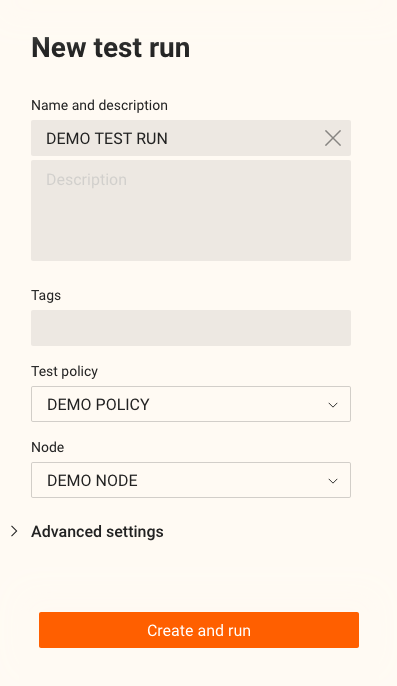 New test run
Name and description
DEMO TEST RUN
Description
Tags
Test policy
DEMO POLICY
Node
DEMO NODE
Advanced settings
Create and run